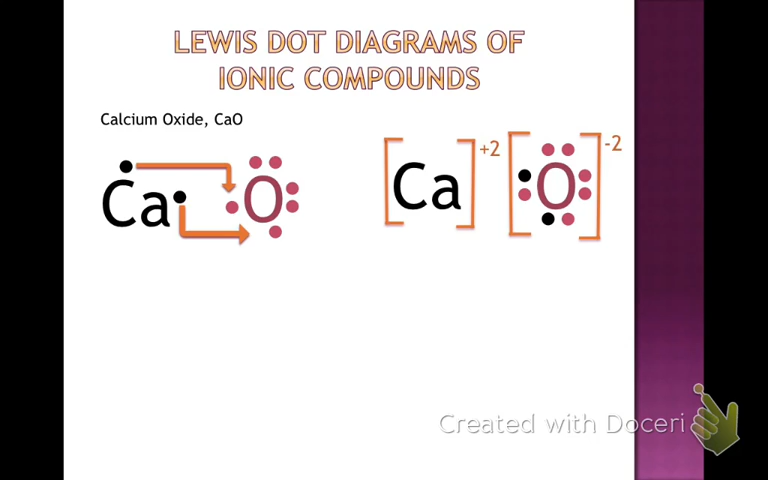 LEWIS DOT DIAGRAMS OF
IONIC COMPOUNDS
Calcium Oxide, CaO
Ca O [Ca]+2 [O]-2
Created with Doceri